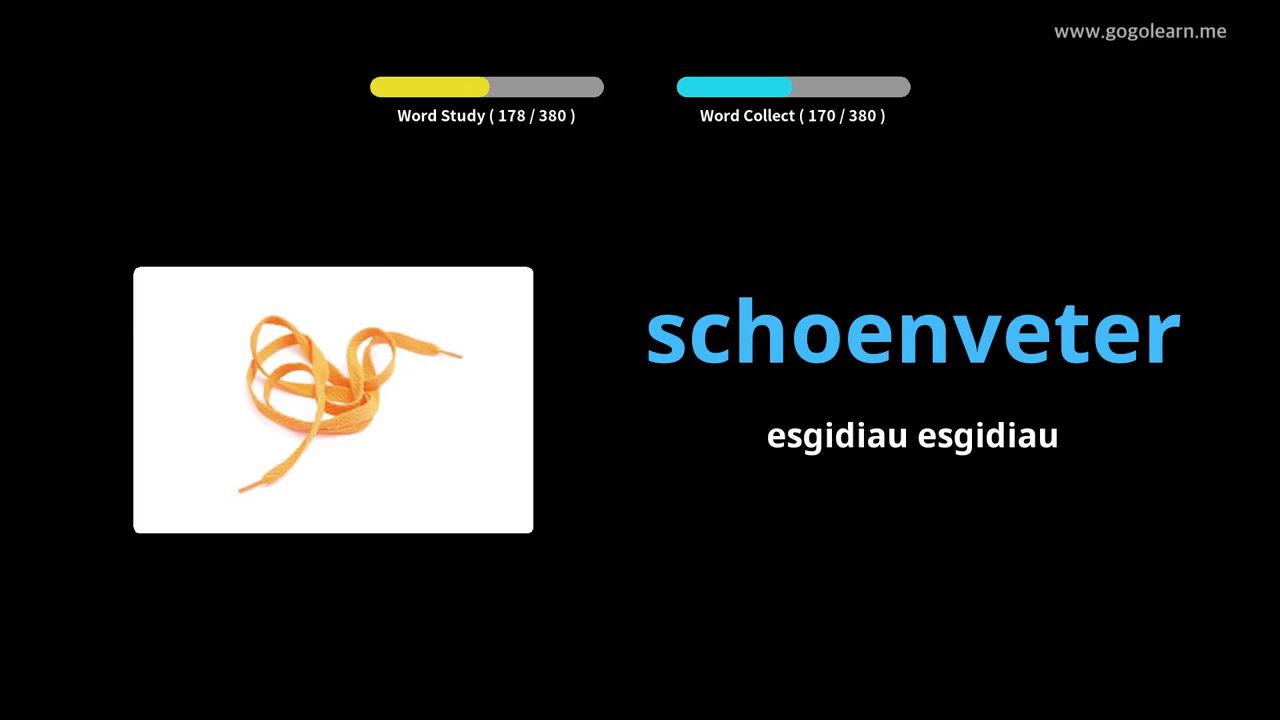 www.gogolearn.me
Word Study ( 178 / 380 )
Word Collect ( 170 / 380 )
schoenveter
esgidiau esgidiau